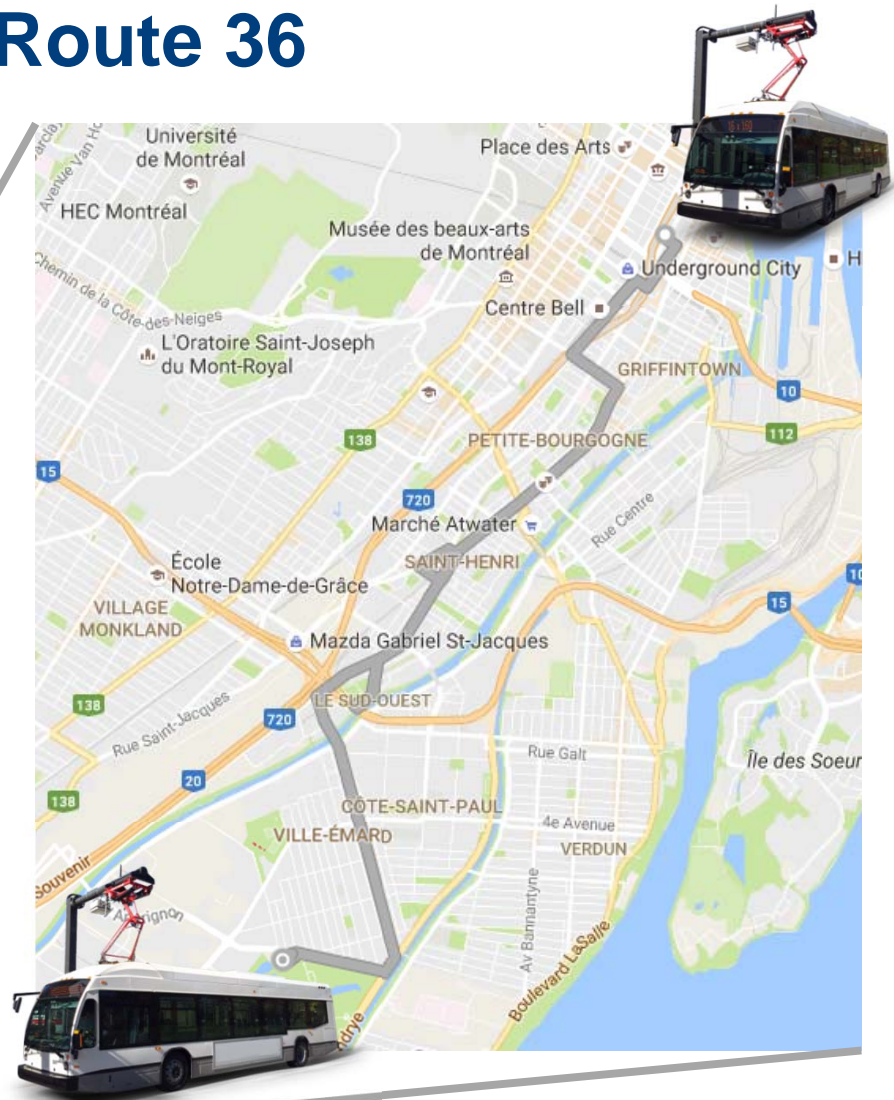 Route 36
Université
de Montréal
Place des Arts
HEC Montréal
Avenue Van Ho
Musée des beaux-arts
de Montréal
Underground City
H
Chemin de la Côte-des-Neiges
Centre Bell
L'Oratoire Saint-Joseph
du Mont-Royal
GRIFFINTOWN
10
138
PETITE-BOURGOGNE
112
15
720
Marché Atwater
Rue Centre
SAINT-HENRI
École
Notre-Dame-de-Grâce
10
15
VILLAGE
MONKLAND
Mazda Gabriel St-Jacques
LE SUD-OUEST
138
720
Rue Saint-Jacques
Rue Galt
Île des Soeur
20
138
CÔTE-SAINT-PAUL
4e Avenue
VILLE-ÉMARD
VERDUN
Souvenir
Av Bannantyne
Boulevard LaSalle
ndrye